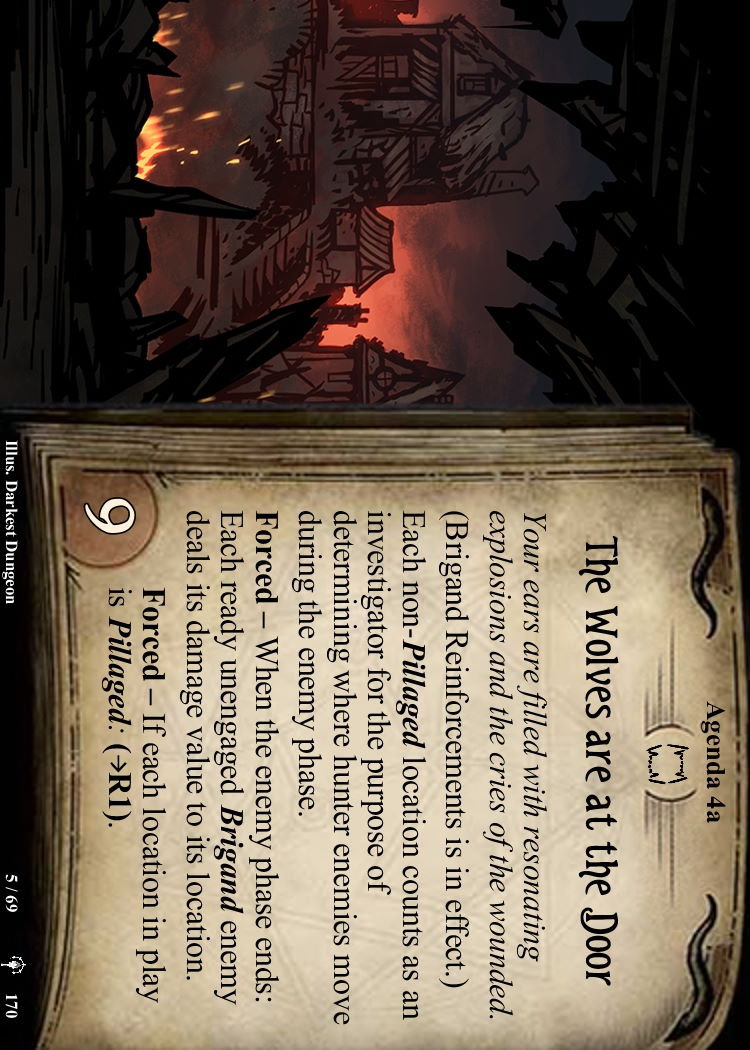 Agenda 4a
The Wolves are at the Door
Your ears are filled with resonating
explosions and the cries of the wounded.
(Brigand Reinforcements is in effect.)
Each non-Pillaged location counts as an
investigator for the purpose of
determining where hunter enemies move
during the enemy phase.
Forced – When the enemy phase ends:
Each ready unengaged Brigand enemy
deals its damage value to its location.
Forced – If each location in play
is Pillaged: (→R1).
9
Illus. Darkest Dungeon
5 / 69
170